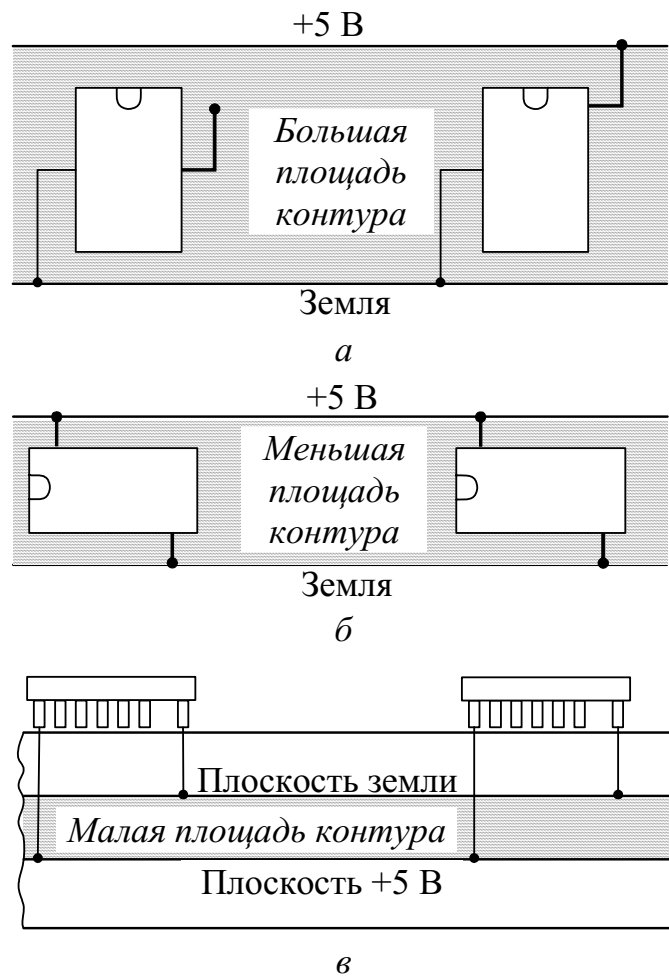 +5 В
Большая
площадь
контура
Земля
а
+5 В
Меньшая
площадь
контура
Земля
б
Плоскость земли
Малая площадь контура
Плоскость +5 В
в